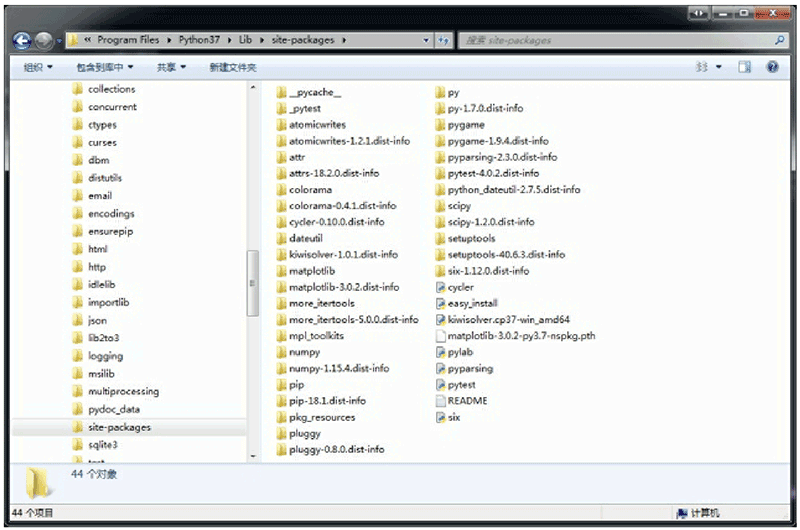 « Program Files ▸ Python37 ▸ Lib ▸ site-packages ▸
搜索 site-packages
组织 包含到库中 共享 新建文件夹
collections
concurrent
ctypes
curses
dbm
distutils
email
encodings
ensurepip
html
http
idlelib
importlib
json
lib2to3
logging
msilib
multiprocessing
pydoc_data
site-packages
sqlite3
__pycache__
_pytest
atomicwrites
atomicwrites-1.2.1.dist-info
attr
attrs-18.2.0.dist-info
colorama
colorama-0.4.1.dist-info
cycler-0.10.0.dist-info
dateutil
kiwisolver-1.0.1.dist-info
matplotlib
matplotlib-3.0.2.dist-info
more_itertools
more_itertools-5.0.0.dist-info
mpl_toolkits
numpy
numpy-1.15.4.dist-info
pip
pip-18.1.dist-info
pkg_resources
pluggy
pluggy-0.8.0.dist-info
py
py-1.7.0.dist-info
pygame
pygame-1.9.4.dist-info
pyparsing-2.3.0.dist-info
pytest-4.0.2.dist-info
python_dateutil-2.7.5.dist-info
scipy
scipy-1.2.0.dist-info
setuptools
setuptools-40.6.3.dist-info
six-1.12.0.dist-info
cycler
easy_install
kiwisolver.cp37-win_amd64
matplotlib-3.0.2-py3.7-nspkg.pth
pylab
pyparsing
pytest
README
six
44 个对象
44 个项目
计算机